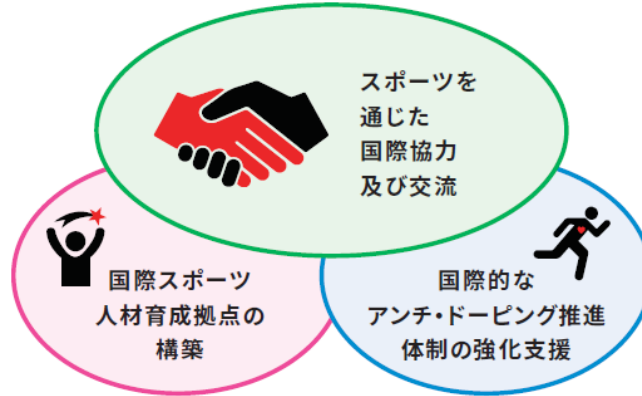 スポーツを
通じた
国際協力
及び交流
国際スポーツ
人材育成拠点の
構築
国際的な
アンチ・ドーピング推進
体制の強化支援